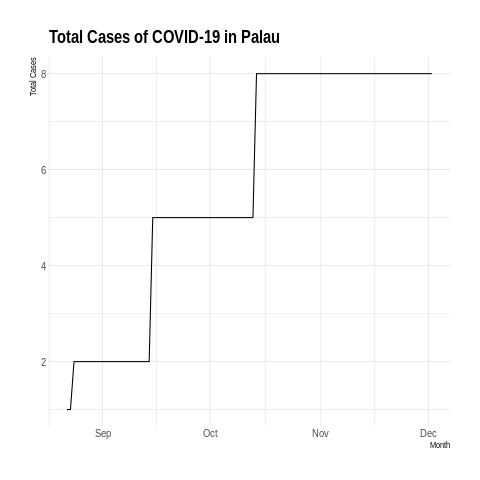 Total Cases of COVID-19 in Palau
Total Cases
8
6
4
2
Sep Oct Nov Dec
Month